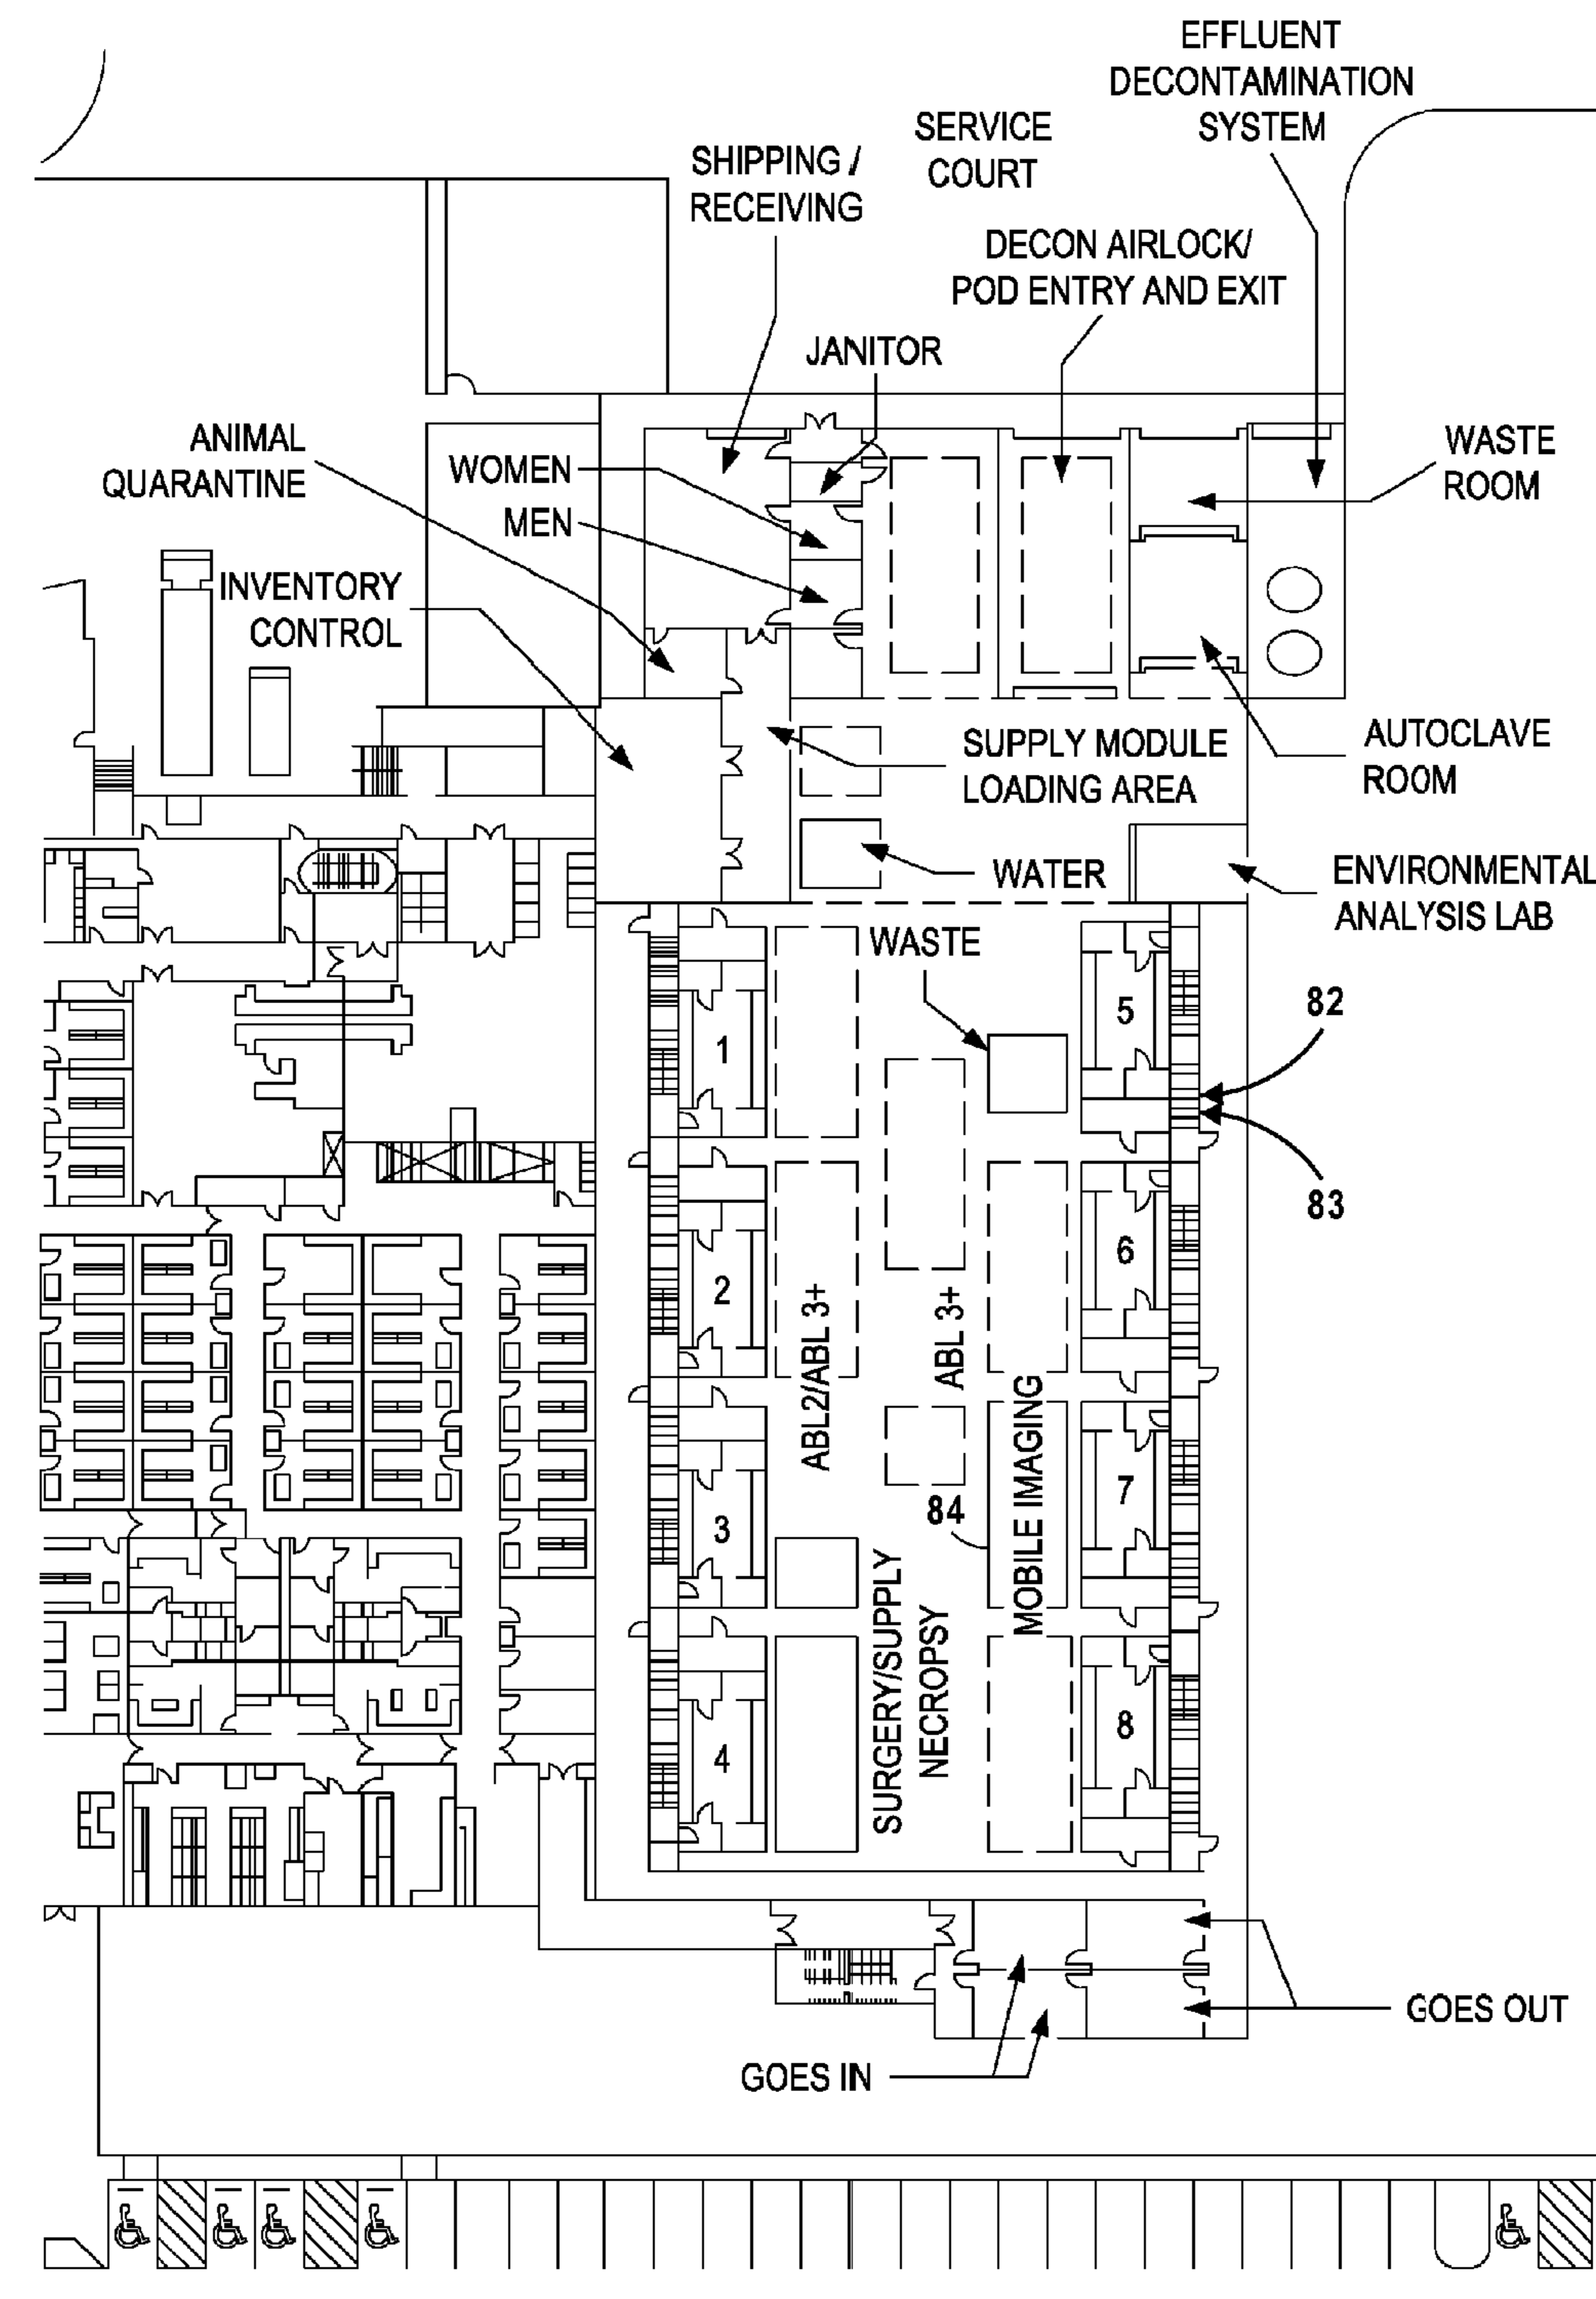 EFFLUENT
DECONTAMINATION
SYSTEM
SERVICE
COURT
SHIPPING /
RECEIVING
DECON AIRLOCK/
POD ENTRY AND EXIT
JANITOR
ANIMAL
QUARANTINE
WOMEN
MEN
WASTE
ROOM
INVENTORY
CONTROL
SUPPLY MODULE
LOADING AREA
AUTOCLAVE
ROOM
WATER
ENVIRONMENTAL
ANALYSIS LAB
WASTE
82
83
1
2
3
4
5
6
7
8
ABL2/ABL 3+
ABL 3+
MOBILE IMAGING
84
SURGERY/SUPPLY
NECROPSY
GOES OUT
GOES IN